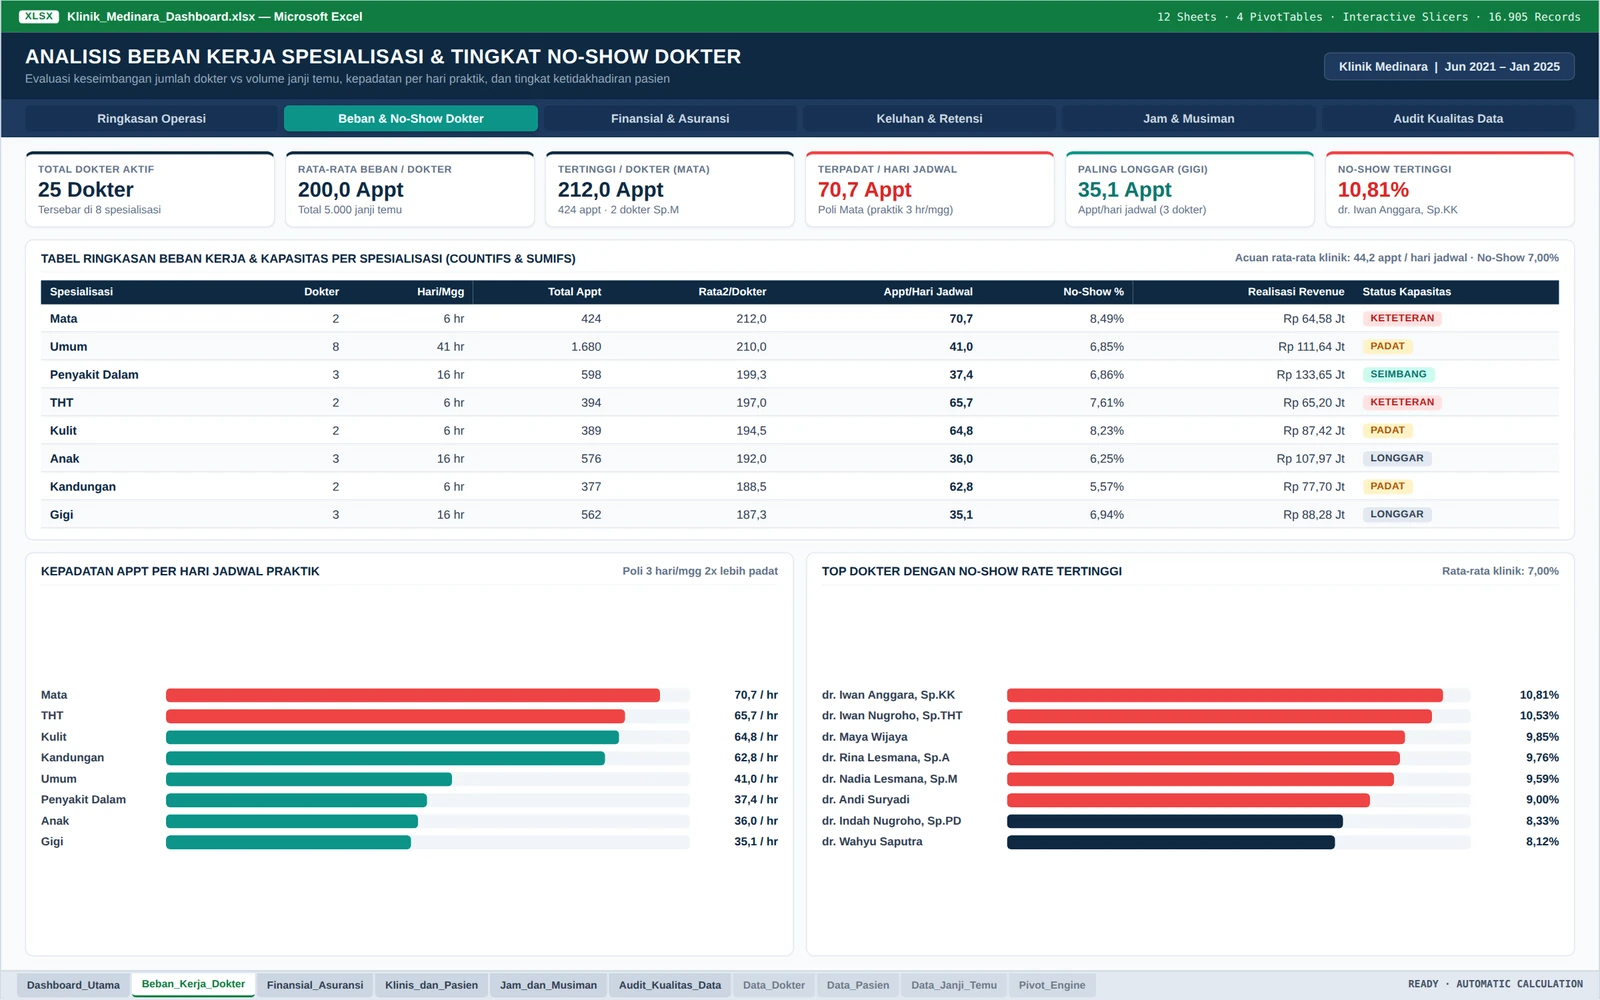 XLSX Klinik_Medinara_Dashboard.xlsx — Microsoft Excel 12 Sheets · 4 PivotTables · Interactive Slicers · 16.905 Records
ANALISIS BEBAN KERJA SPESIALISASI & TINGKAT NO-SHOW DOKTER
Evaluasi keseimbangan jumlah dokter vs volume janji temu, kepadatan per hari praktik, dan tingkat ketidakhadiran pasien
Klinik Medinara | Jun 2021 – Jan 2025
Ringkasan Operasi Beban & No-Show Dokter Finansial & Asuransi Keluhan & Retensi Jam & Musiman Audit Kualitas Data
TOTAL DOKTER AKTIF
25 Dokter
Tersebar di 8 spesialisasi
RATA-RATA BEBAN / DOKTER
200,0 Appt
Total 5.000 janji temu
TERTINGGI / DOKTER (MATA)
212,0 Appt
424 appt · 2 dokter Sp.M
TERPADAT / HARI JADWAL
70,7 Appt
Poli Mata (praktik 3 hr/mgg)
PALING LONGGAR (GIGI)
35,1 Appt
Appt/hari jadwal (3 dokter)
NO-SHOW TERTINGGI
10,81%
dr. Iwan Anggara, Sp.KK
TABEL RINGKASAN BEBAN KERJA & KAPASITAS PER SPESIALISASI (COUNTIFS & SUMIFS) Acuan rata-rata klinik: 44,2 appt / hari jadwal · No-Show 7,00%
Spesialisasi Dokter Hari/Mgg Total Appt Rata2/Dokter Appt/Hari Jadwal No-Show % Realisasi Revenue Status Kapasitas
Mata 2 6 hr 424 212,0 70,7 8,49% Rp 64,58 Jt KETETERAN
Umum 8 41 hr 1.680 210,0 41,0 6,85% Rp 111,64 Jt PADAT
Penyakit Dalam 3 16 hr 598 199,3 37,4 6,86% Rp 133,65 Jt SEIMBANG
THT 2 6 hr 394 197,0 65,7 7,61% Rp 65,20 Jt KETETERAN
Kulit 2 6 hr 389 194,5 64,8 8,23% Rp 87,42 Jt PADAT
Anak 3 16 hr 576 192,0 36,0 6,25% Rp 107,97 Jt LONGGAR
Kandungan 2 6 hr 377 188,5 62,8 5,57% Rp 77,70 Jt PADAT
Gigi 3 16 hr 562 187,3 35,1 6,94% Rp 88,28 Jt LONGGAR
KEPADATAN APPT PER HARI JADWAL PRAKTIK Poli 3 hari/mgg 2x lebih padat
Mata 70,7 / hr
THT 65,7 / hr
Kulit 64,8 / hr
Kandungan 62,8 / hr
Umum 41,0 / hr
Penyakit Dalam 37,4 / hr
Anak 36,0 / hr
Gigi 35,1 / hr
TOP DOKTER DENGAN NO-SHOW RATE TERTINGGI Rata-rata klinik: 7,00%
dr. Iwan Anggara, Sp.KK 10,81%
dr. Iwan Nugroho, Sp.THT 10,53%
dr. Maya Wijaya 9,85%
dr. Rina Lesmana, Sp.A 9,76%
dr. Nadia Lesmana, Sp.M 9,59%
dr. Andi Suryadi 9,00%
dr. Indah Nugroho, Sp.PD 8,33%
dr. Wahyu Saputra 8,12%
Dashboard_Utama Beban_Kerja_Dokter Finansial_Asuransi Klinis_dan_Pasien Jam_dan_Musiman Audit_Kualitas_Data Data_Dokter Data_Pasien Data_Janji_Temu Pivot_Engine READY · AUTOMATIC CALCULATION